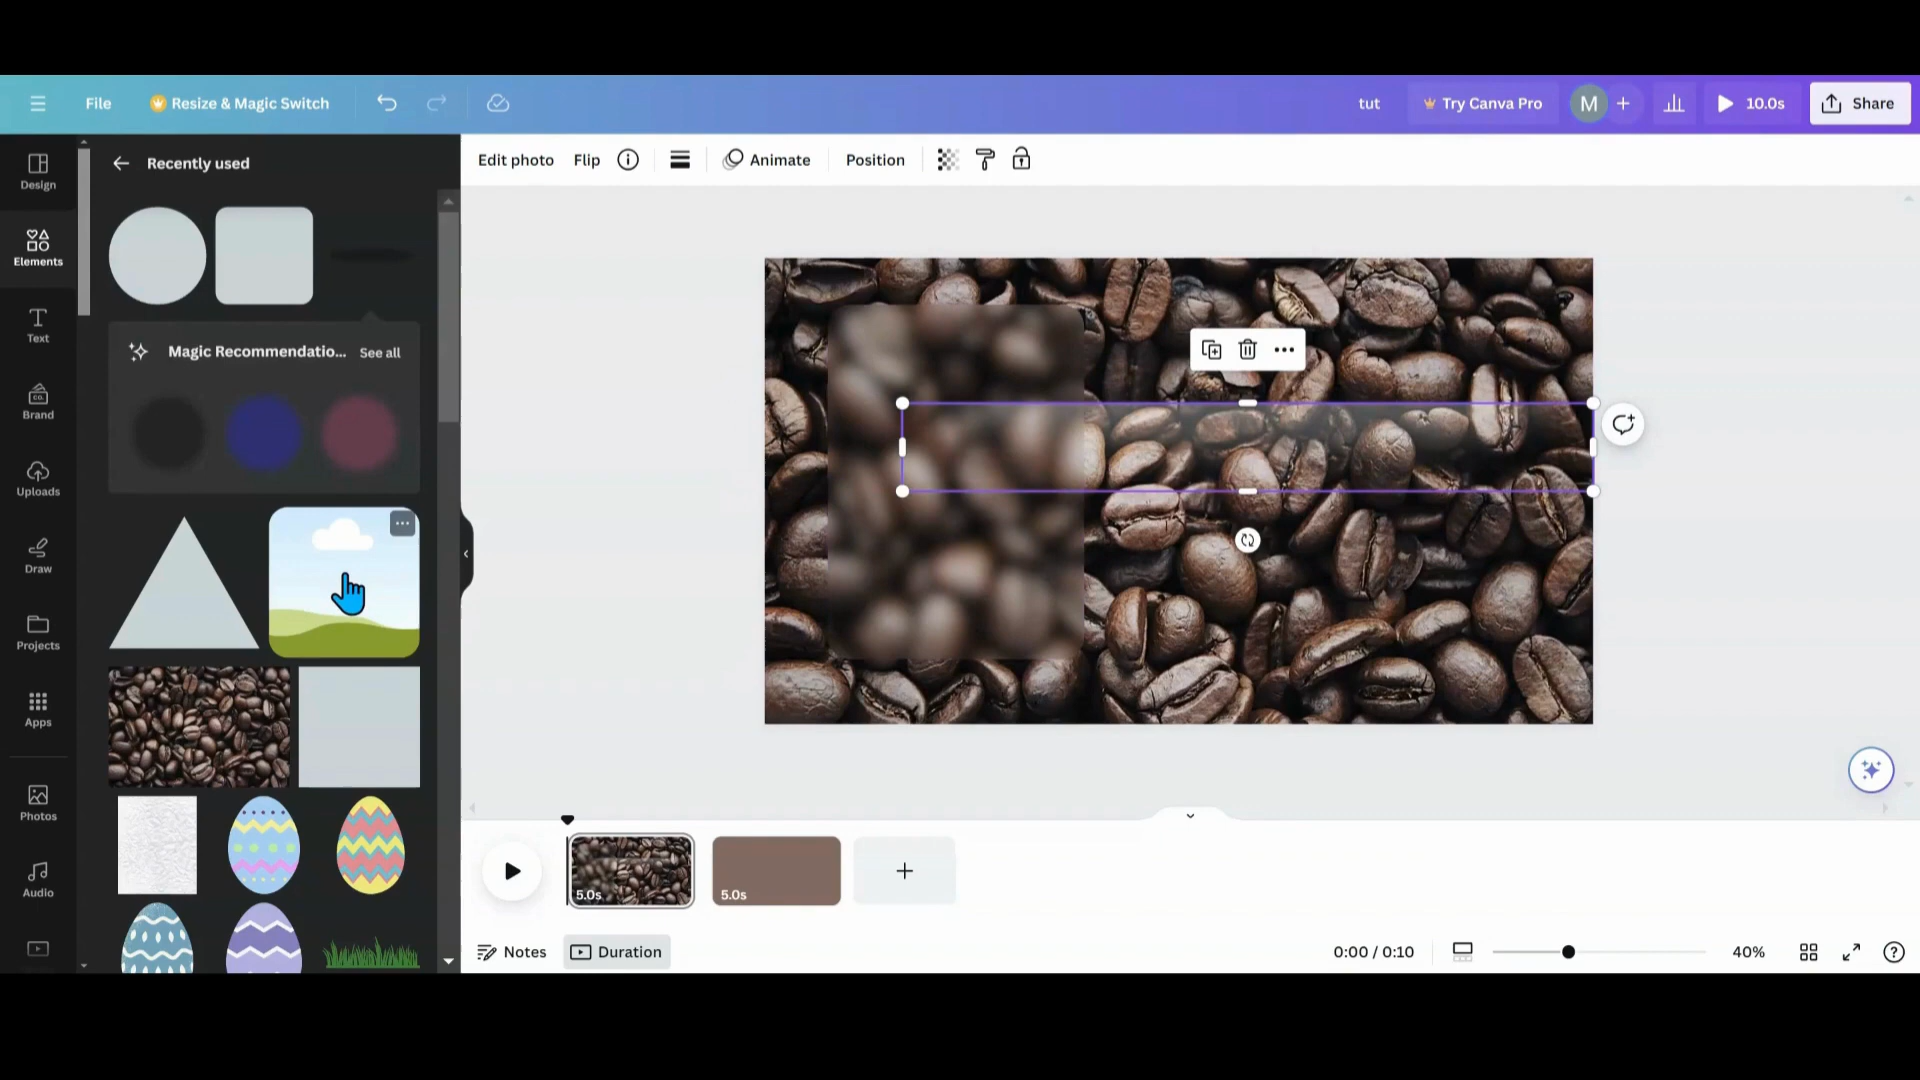 File
Resize & Magic Switch
tut
Try Canva Pro
M
10.0s
Share
Design
Elements
Text
Brand
Uploads
Draw
Projects
Apps
Photos
Audio
Recently used
Magic Recommendatio...
See all
Edit photo
Flip
Animate
Position
5.0s
5.0s
Notes
Duration
0:00 / 0:10
40%